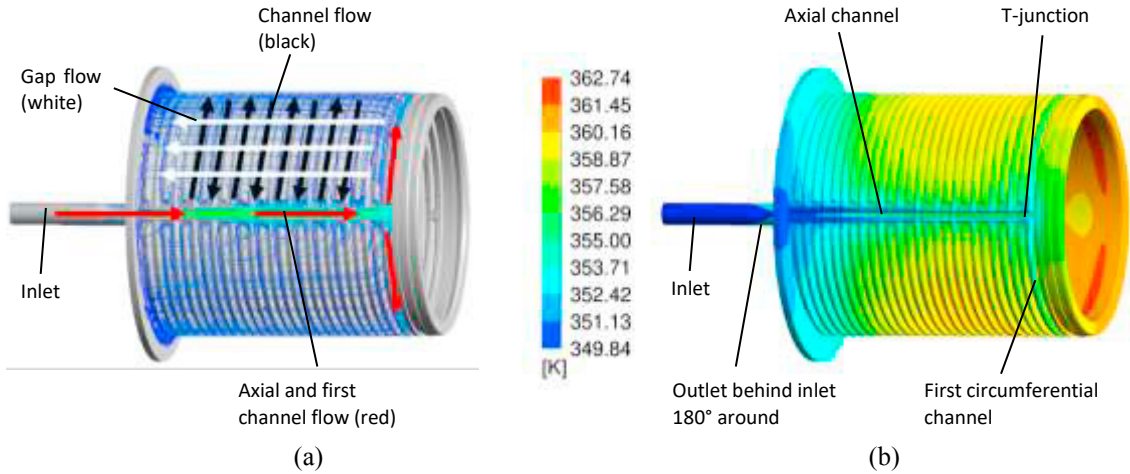 Channel flow
(black)
Gap flow
(white)
Inlet
Axial and first
channel flow (red)
(a)
362.74
361.45
360.16
358.87
357.58
356.29
355.00
353.71
352.42
351.13
349.84
[K]
Axial channel
T-junction
Inlet
Outlet behind inlet
180° around
First circumferential
channel
(b)